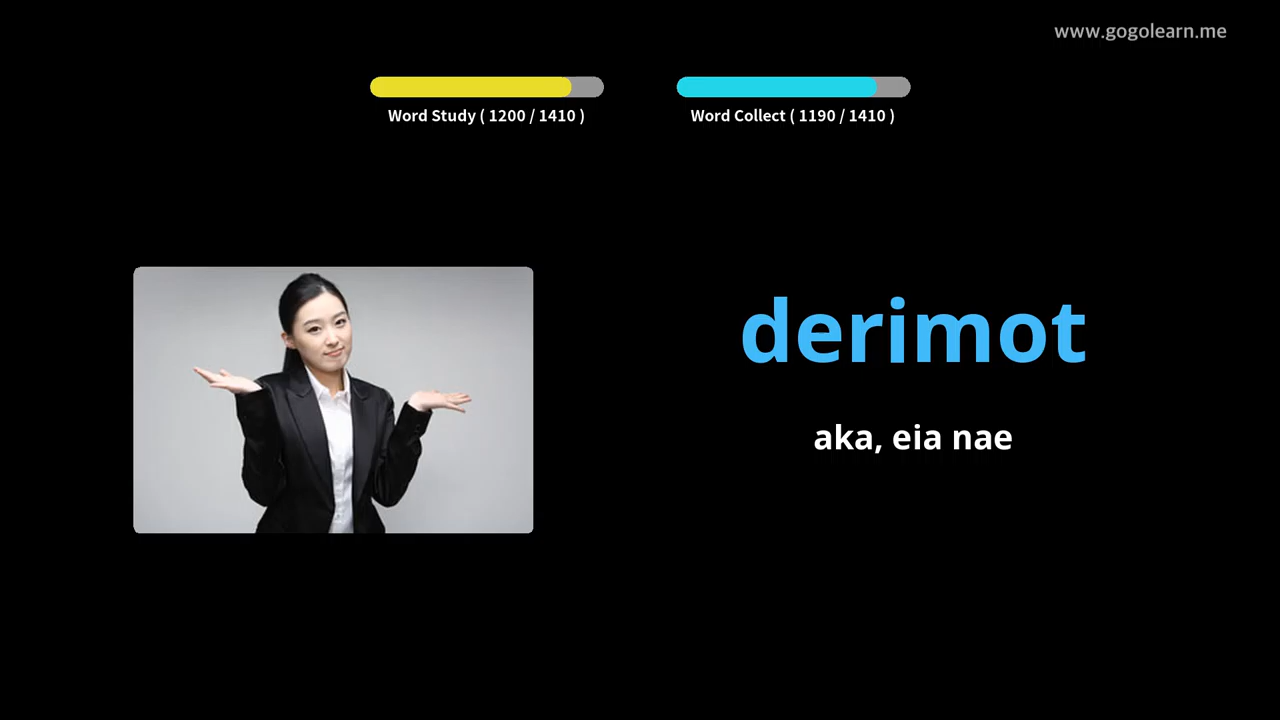 www.gogolearn.me
Word Study ( 1200 / 1410 )
Word Collect ( 1190 / 1410 )
derimot
aka, eia nae